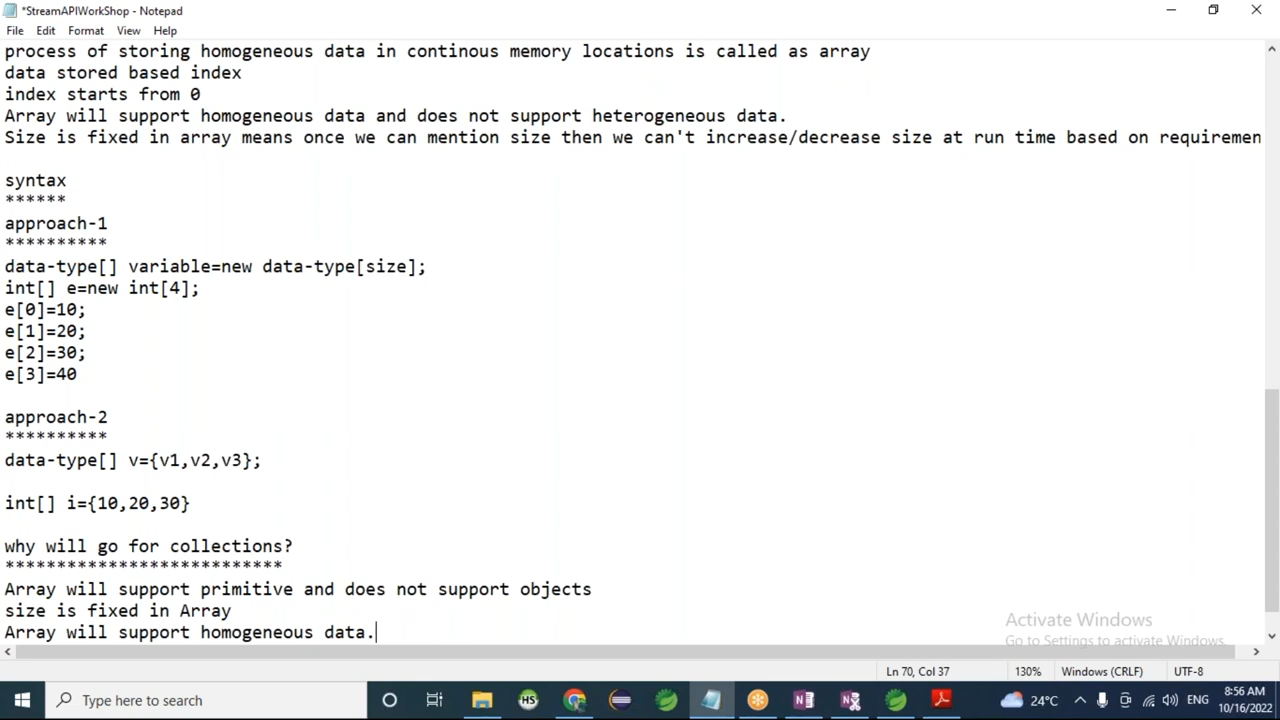 *StreamAPIWorkShop - Notepad
File Edit Format View Help
process of storing homogeneous data in continous memory locations is called as array
data stored based index
index starts from 0
Array will support homogeneous data and does not support heterogeneous data.
Size is fixed in array means once we can mention size then we can't increase/decrease size at run time based on requiremen
syntax
******
approach-1
**********
data-type[] variable=new data-type[size];
int[] e=new int[4];
e[0]=10;
e[1]=20;
e[2]=30;
e[3]=40
approach-2
**********
data-type[] v={v1,v2,v3};
int[] i={10,20,30}
why will go for collections?
***************************
Array will support primitive and does not support objects
size is fixed in Array
Array will support homogeneous data.
Activate Windows
Go to Settings to activate Windows.
Ln 70, Col 37 130% Windows (CRLF) UTF-8
Type here to search HS N N 24°C ENG 8:56 AM
10/16/2022